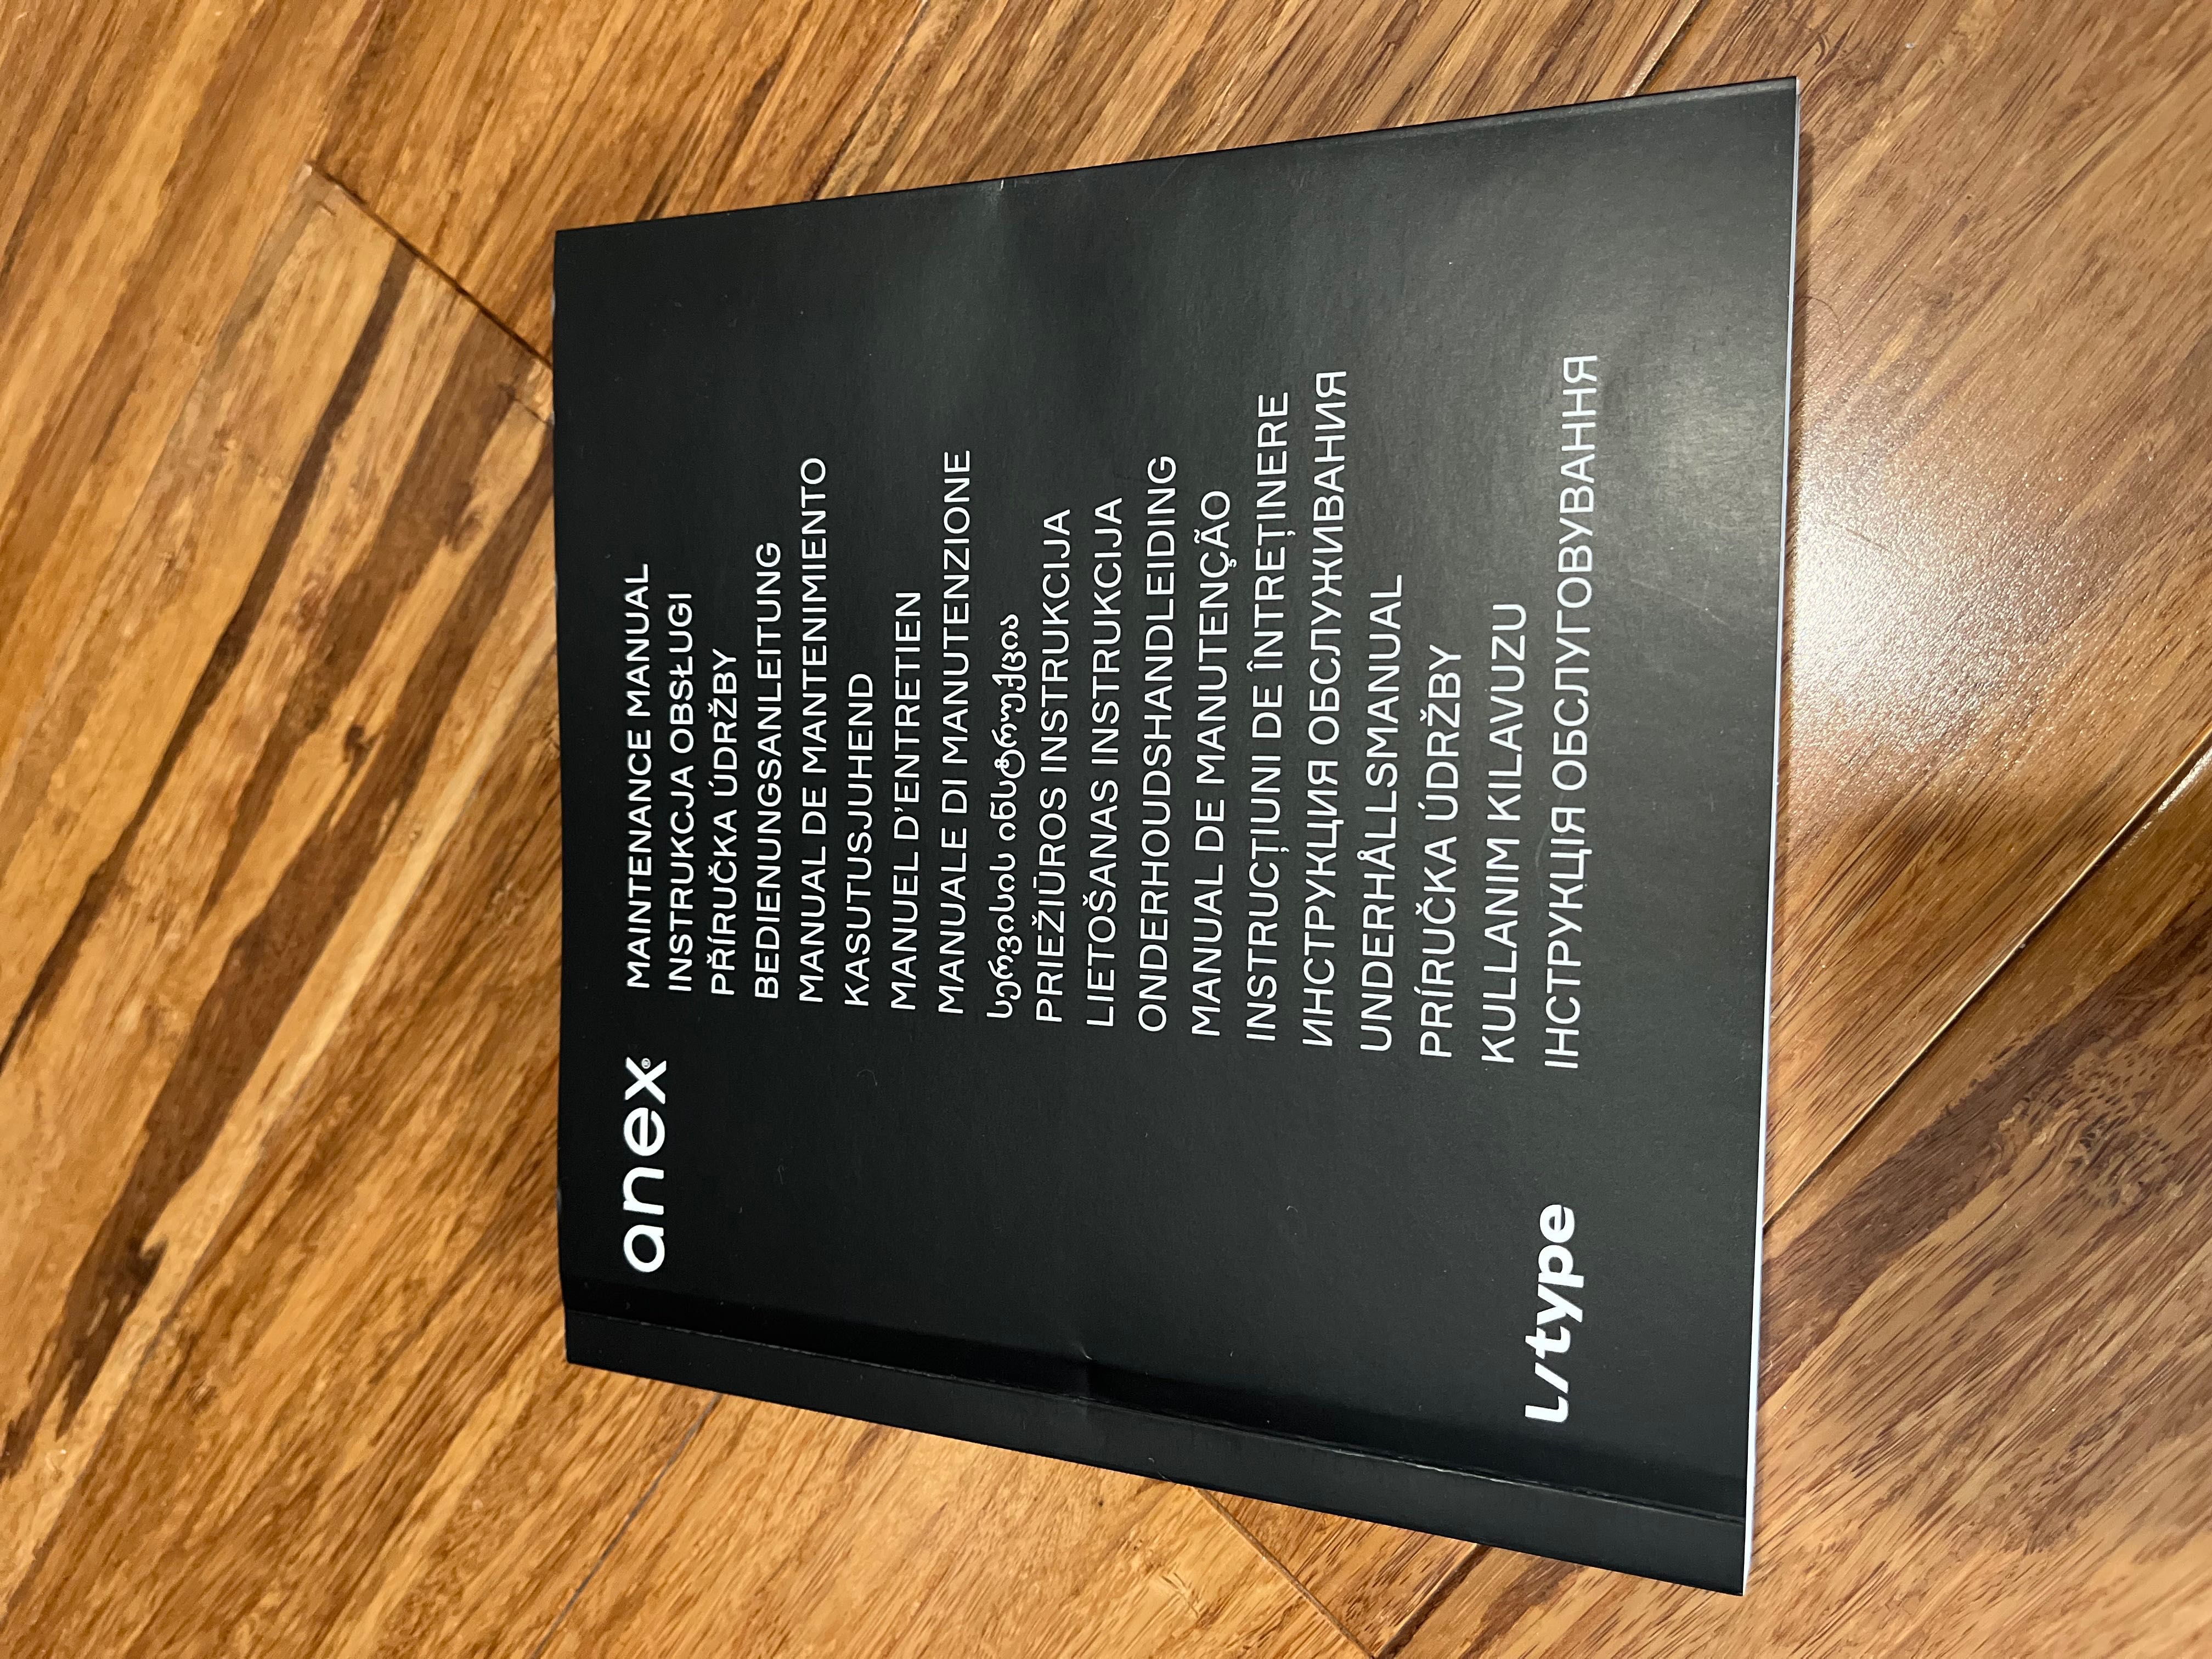 anex®
MAINTENANCE MANUAL
INSTRUKCJA OBSŁUGI
PŘÍRUČKA ÚDRŽBY
BEDIENUNGSANLEITUNG
MANUAL DE MANTENIMIENTO
KASUTUSJUHEND
MANUEL D'ENTRETIEN
MANUALE DI MANUTENZIONE
სერვისის ინსტრუქცია
PRIEŽIŪROS INSTRUKCIJA
LIETOŠANAS INSTRUKCIJA
ONDERHOUDSHANDLEIDING
MANUAL DE MANUTENÇÃO
INSTRUCȚIUNI DE ÎNTREȚINERE
ИНСТРУКЦИЯ ОБСЛУЖИВАНИЯ
UNDERHÅLLSMANUAL
PRÍRUČKA ÚDRŽBY
KULLANIM KILAVUZU
ІНСТРУКЦІЯ ОБСЛУГОВУВАННЯ
L/type